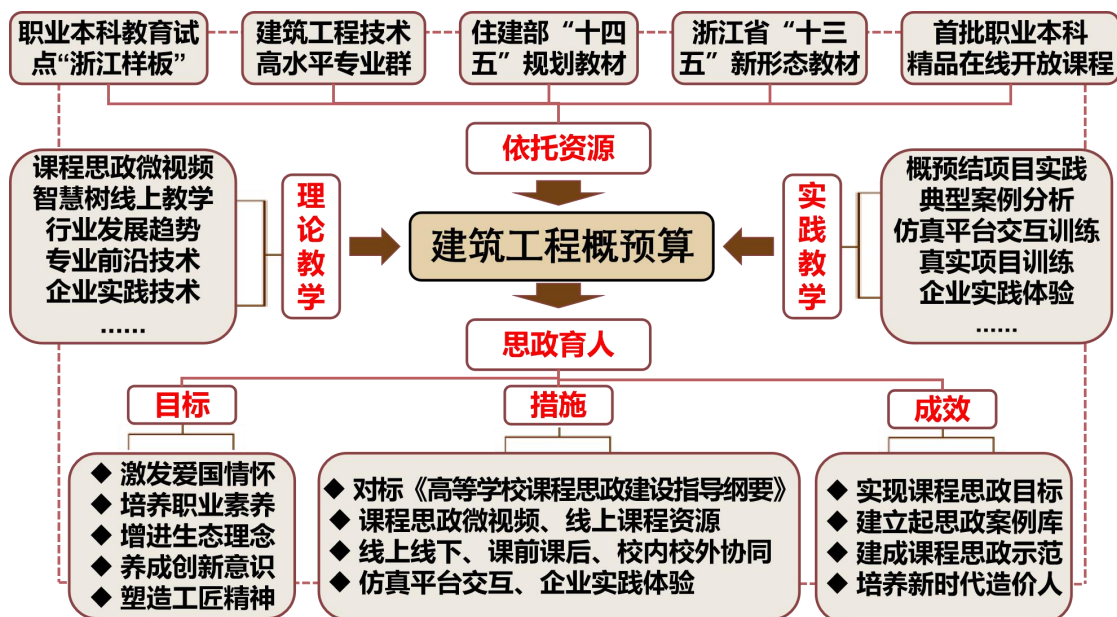 职业本科教育试
点“浙江样板”
建筑工程技术
高水平专业群
住建部“十四
五”规划教材
浙江省“十三
五”新形态教材
首批职业本科
精品在线开放课程
依托资源
课程思政微视频
智慧树线上教学
行业发展趋势
专业前沿技术
企业实践技术
......
理论教学
建筑工程概预算
实践教学
概预结项目实践
典型案例分析
仿真平台交互训练
真实项目训练
企业实践体验
......
思政育人
目标
◆ 激发爱国情怀
◆ 培养职业素养
◆ 增进生态理念
◆ 养成创新意识
◆ 塑造工匠精神
措施
◆ 对标《高等学校课程思政建设指导纲要》
◆ 课程思政微视频、线上课程资源
◆ 线上线下、课前课后、校内校外协同
◆ 仿真平台交互、企业实践体验
成效
◆ 实现课程思政目标
◆ 建立起思政案例库
◆ 建成课程思政示范
◆ 培养新时代造价人